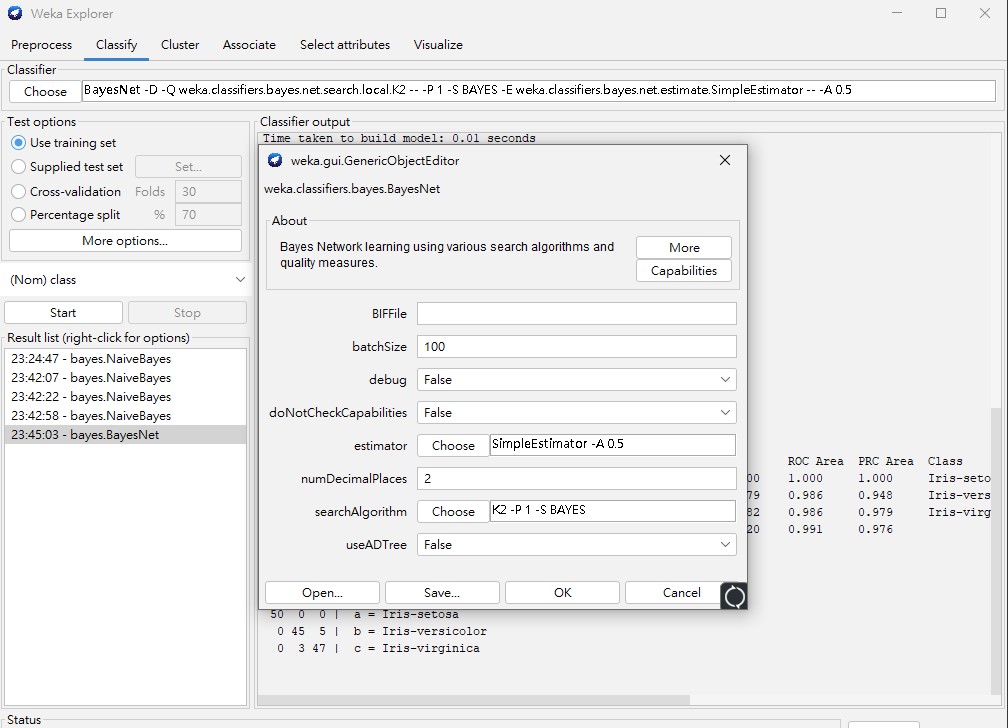 Weka Explorer
Preprocess Classify Cluster Associate Select attributes Visualize
Classifier
Choose BayesNet -D -Q weka.classifiers.bayes.net.search.local.K2 -- -P 1 -S BAYES -E weka.classifiers.bayes.net.estimate.SimpleEstimator -- -A 0.5
Test options
Use training set
Supplied test set Set...
Cross-validation Folds 30
Percentage split % 70
More options...
(Nom) class
Start Stop
Result list (right-click for options)
23:24:47 - bayes.NaiveBayes
23:42:07 - bayes.NaiveBayes
23:42:22 - bayes.NaiveBayes
23:42:58 - bayes.NaiveBayes
23:45:03 - bayes.BayesNet
Classifier output
Time taken to build model: 0.01 seconds
weka.gui.GenericObjectEditor
weka.classifiers.bayes.BayesNet
About
Bayes Network learning using various search algorithms and
quality measures.
More
Capabilities
BIFFile
batchSize 100
debug False
doNotCheckCapabilities False
estimator Choose SimpleEstimator -A 0.5
numDecimalPlaces 2
searchAlgorithm Choose K2 -P 1 -S BAYES
useADTree False
Open... Save... OK Cancel
ROC Area PRC Area Class
00 1.000 1.000 Iris-seto
79 0.986 0.948 Iris-vers
82 0.986 0.979 Iris-virg
20 0.991 0.976
50 0 0 | a = Iris-setosa
0 45 5 | b = Iris-versicolor
0 3 47 | c = Iris-virginica
Status